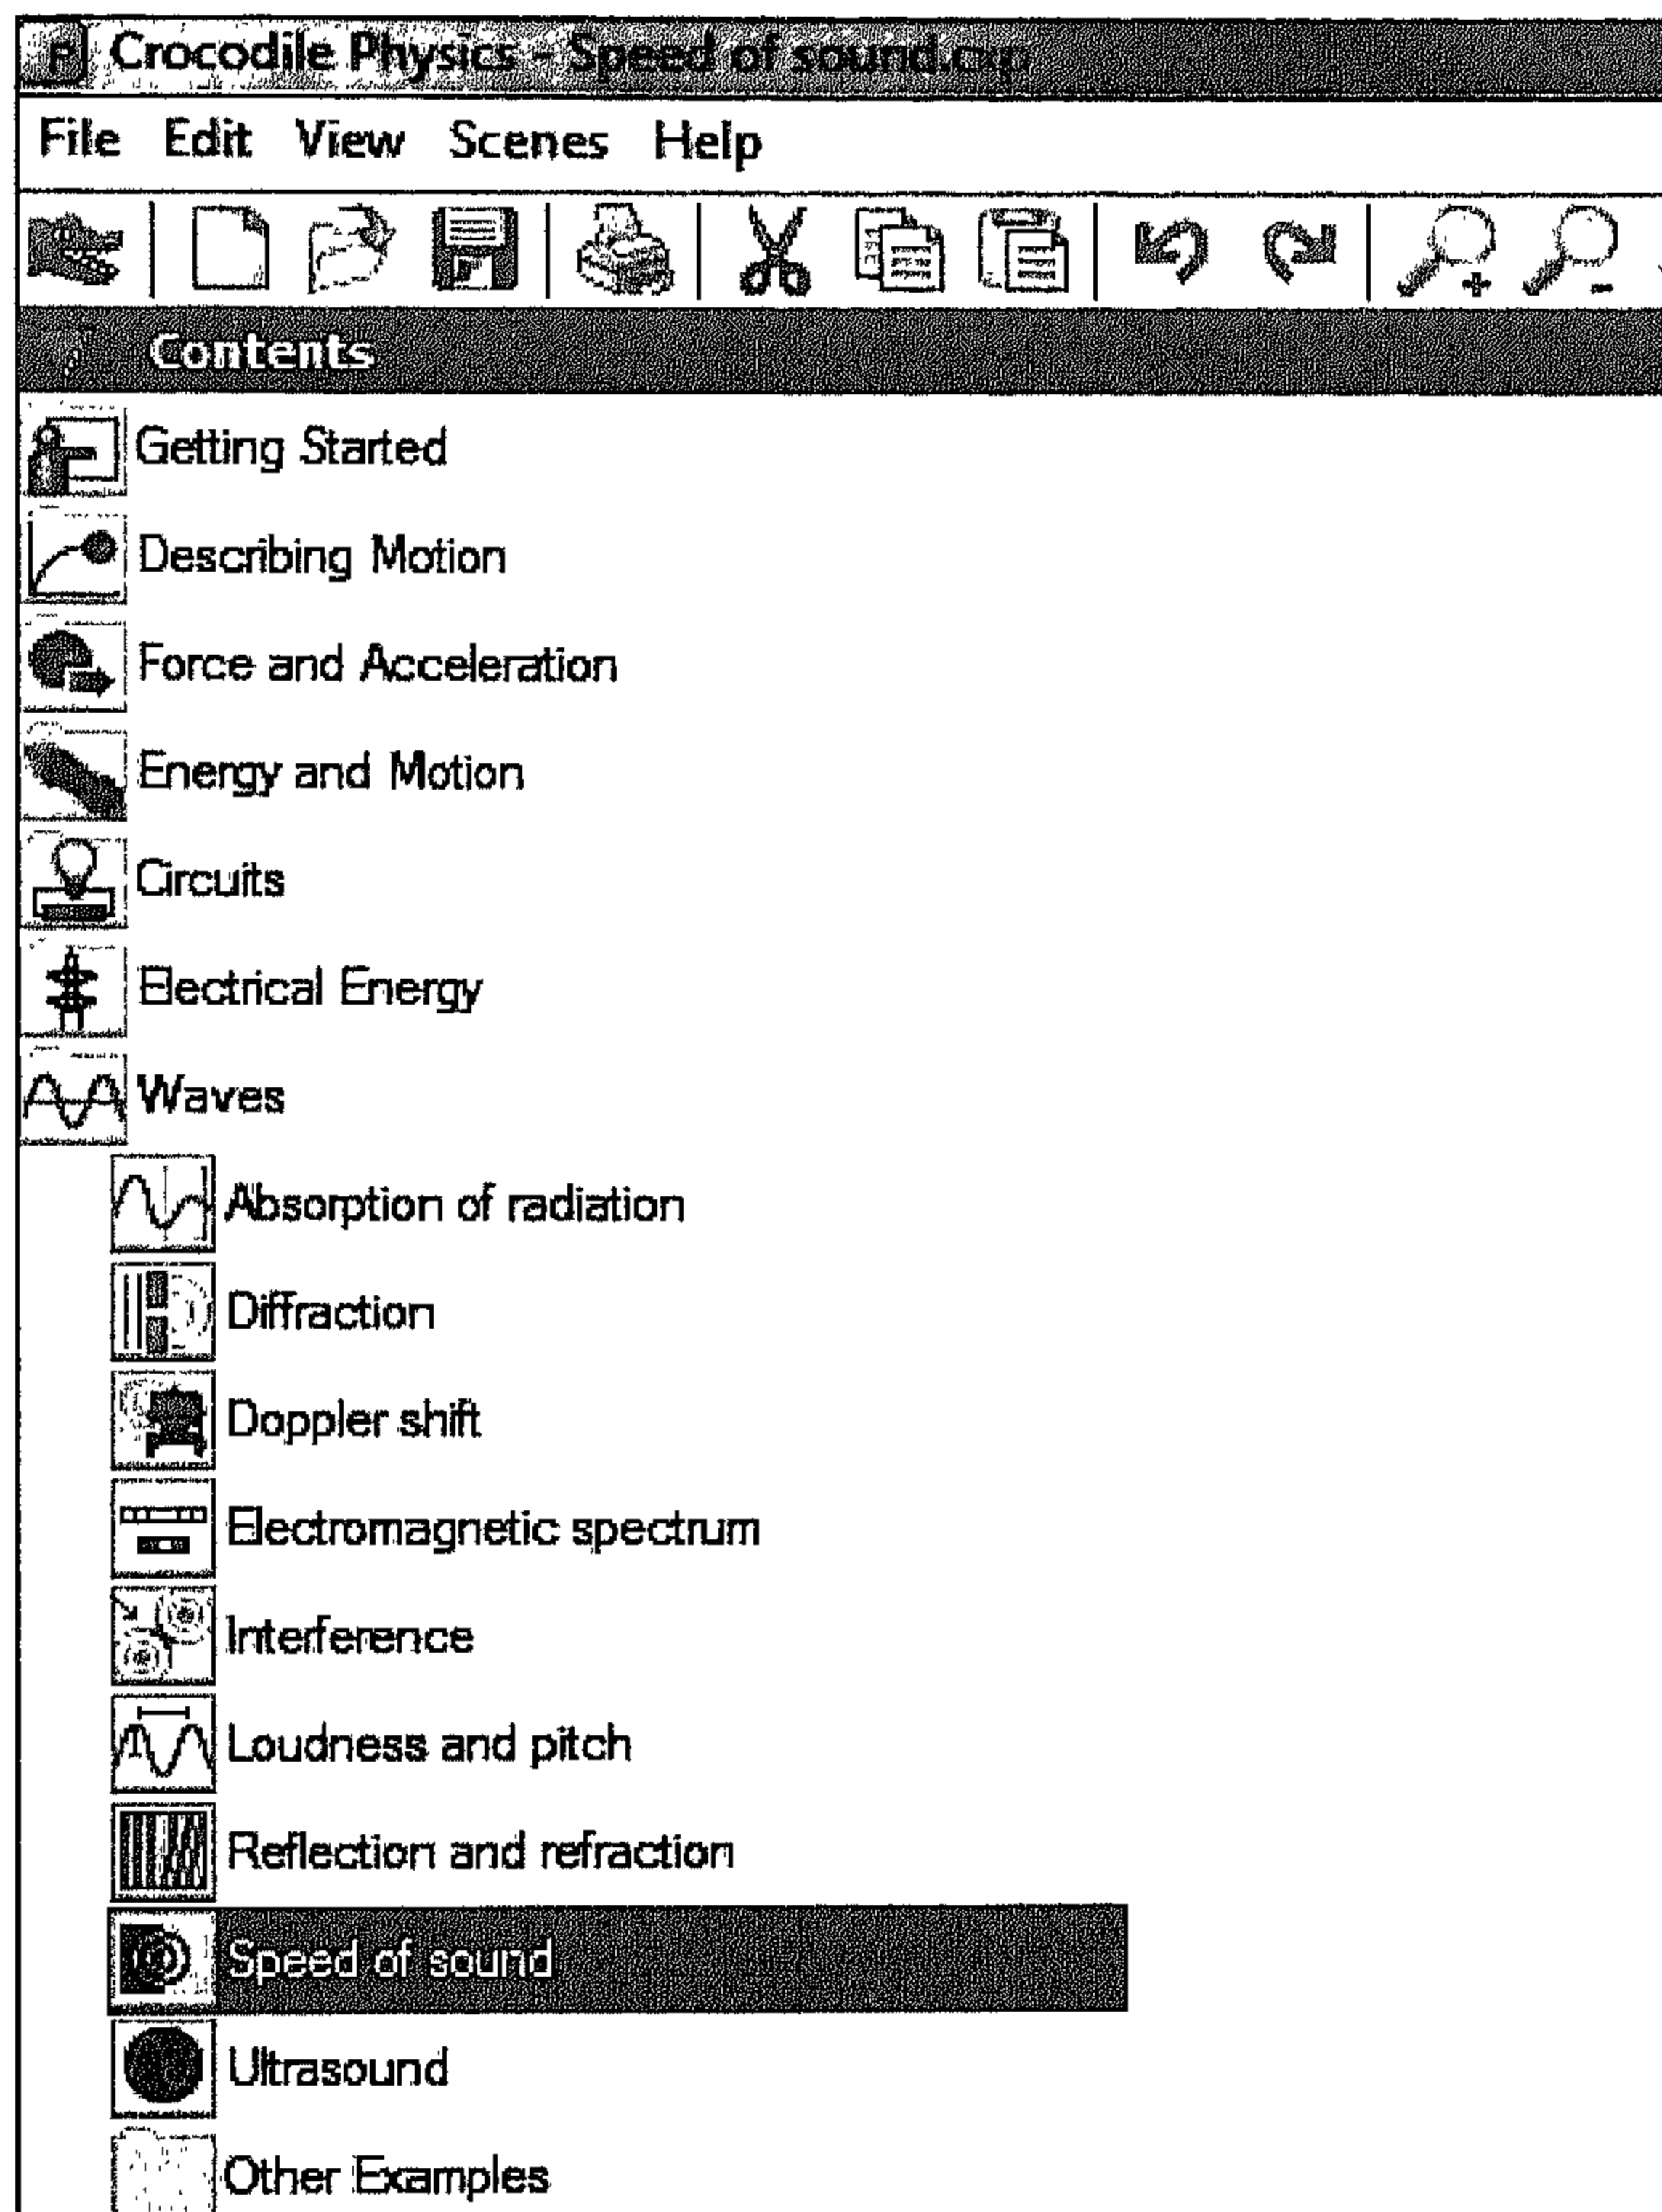 Crocodile Physics - Speed of sound.cxp
File Edit View Scenes Help
Contents
Getting Started
Describing Motion
Force and Acceleration
Energy and Motion
Circuits
Electrical Energy
Waves
Absorption of radiation
Diffraction
Doppler shift
Electromagnetic spectrum
Interference
Loudness and pitch
Reflection and refraction
Speed of sound
Ultrasound
Other Examples